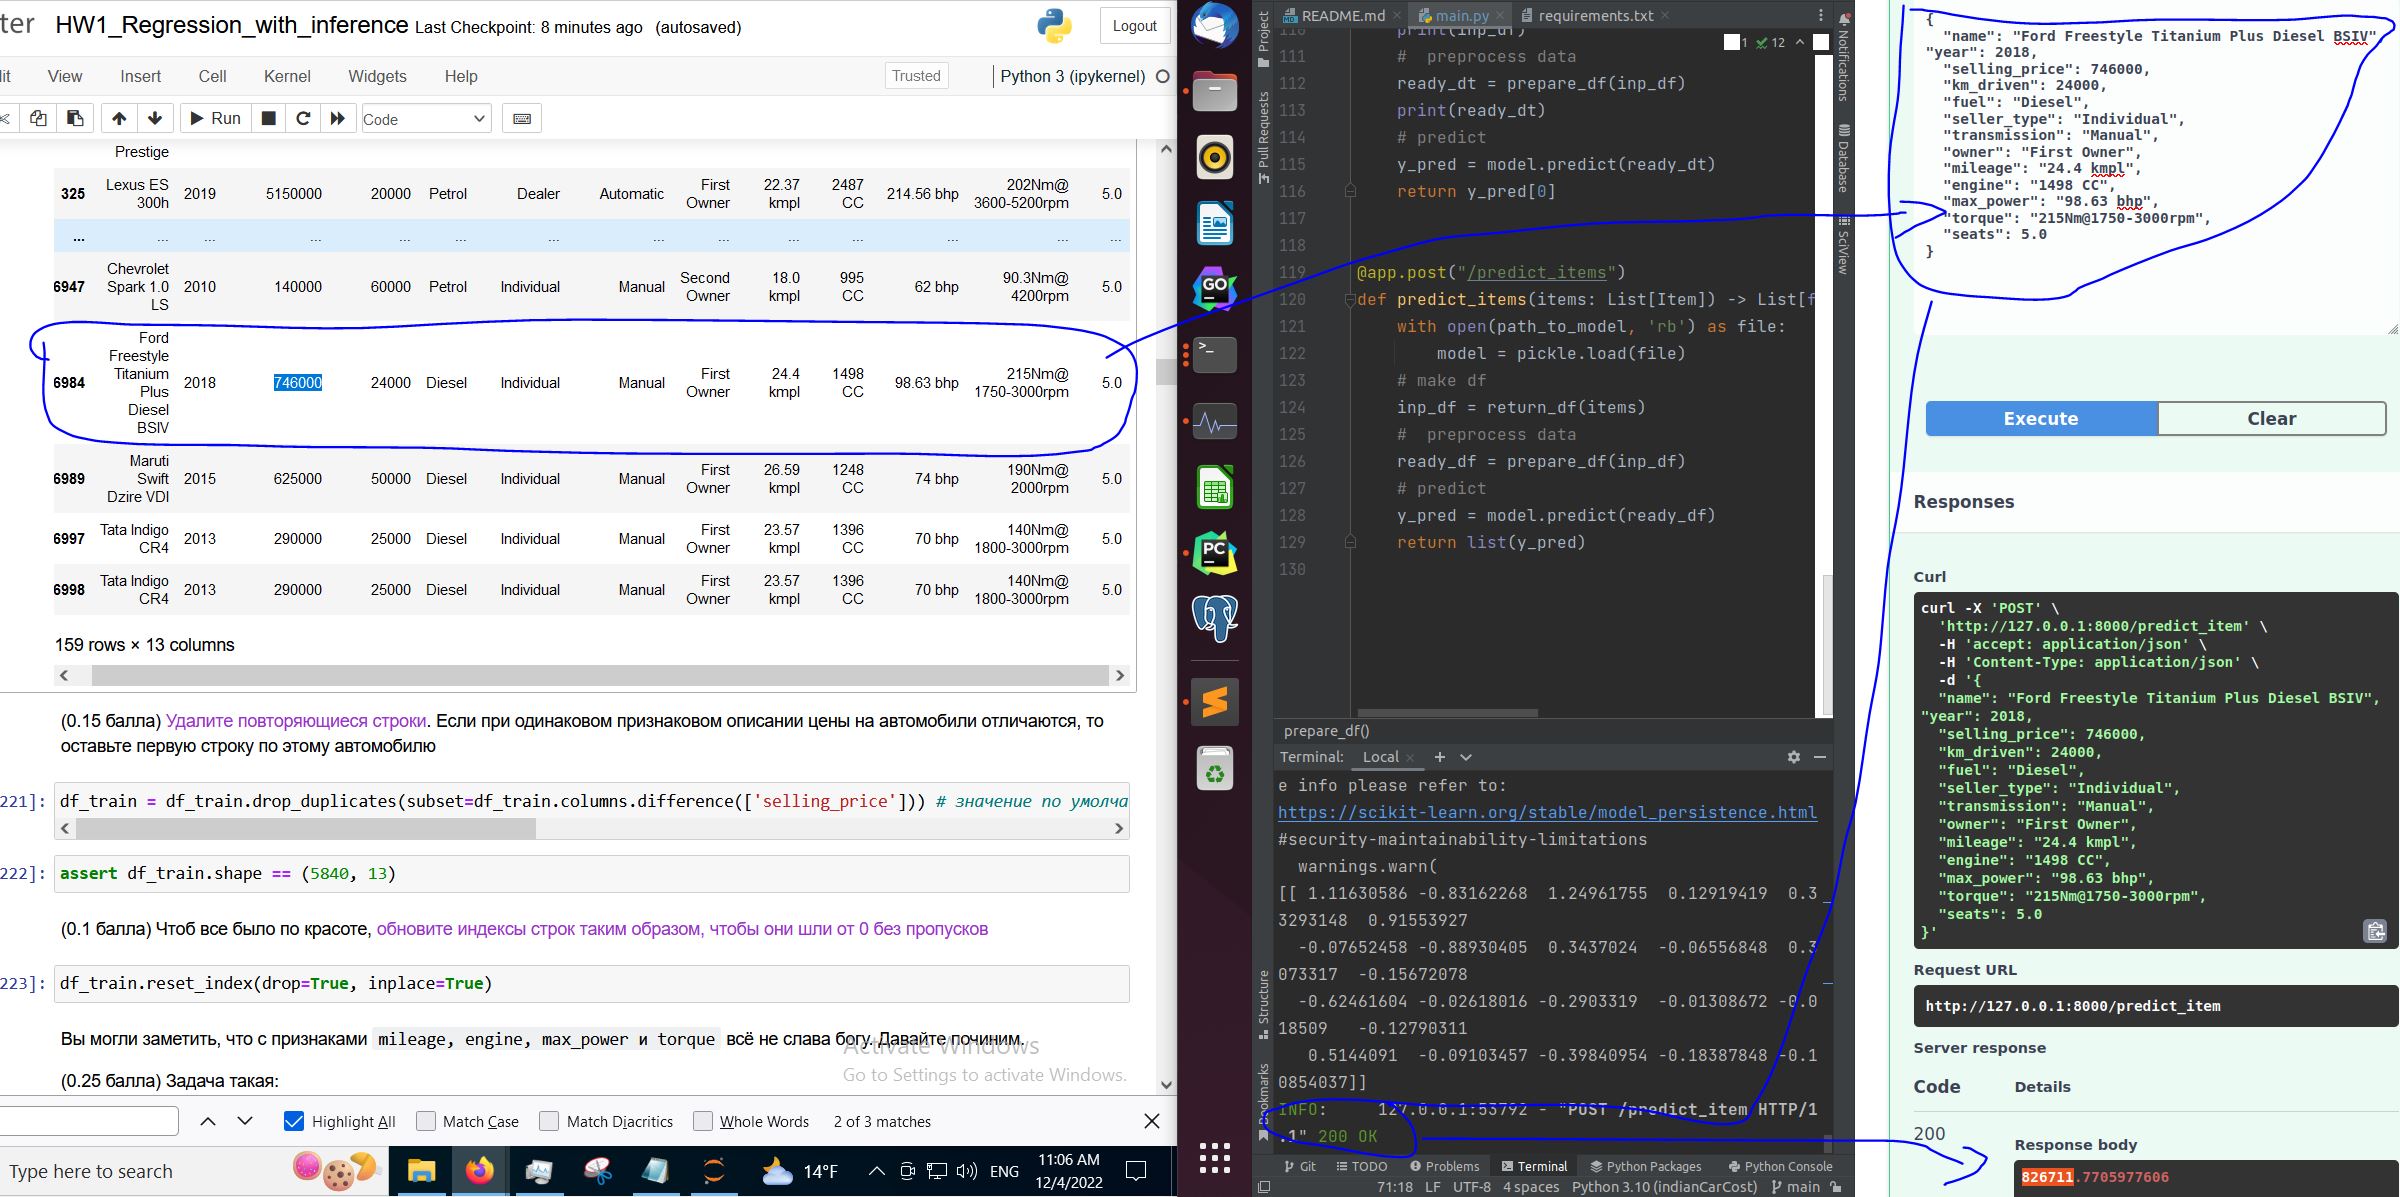 ter HW1_Regression_with_inference Last Checkpoint: 8 minutes ago (autosaved)
Logout
it View Insert Cell Kernel Widgets Help
Trusted
Python 3 (ipykernel)
Run
Code
Prestige
325 Lexus ES 300h 2019 5150000 20000 Petrol Dealer Automatic First Owner 22.37 kmpl 2487 CC 214.56 bhp 202Nm@ 3600-5200rpm 5.0
... ... ... ... ... ... ... ... ... ... ... ... ... ...
6947 Chevrolet Spark 1.0 LS 2010 140000 60000 Petrol Individual Manual Second Owner 18.0 kmpl 995 CC 62 bhp 90.3Nm@ 4200rpm 5.0
6984 Ford Freestyle Titanium Plus Diesel BSIV 2018 746000 24000 Diesel Individual Manual First Owner 24.4 kmpl 1498 CC 98.63 bhp 215Nm@ 1750-3000rpm 5.0
6989 Maruti Swift Dzire VDI 2015 625000 50000 Diesel Individual Manual First Owner 26.59 kmpl 1248 CC 74 bhp 190Nm@ 2000rpm 5.0
6997 Tata Indigo CR4 2013 290000 25000 Diesel Individual Manual First Owner 23.57 kmpl 1396 CC 70 bhp 140Nm@ 1800-3000rpm 5.0
6998 Tata Indigo CR4 2013 290000 25000 Diesel Individual Manual First Owner 23.57 kmpl 1396 CC 70 bhp 140Nm@ 1800-3000rpm 5.0
159 rows × 13 columns
(0.15 балла) Удалите повторяющиеся строки. Если при одинаковом признаковом описании цены на автомобили отличаются, то
оставьте первую строку по этому автомобилю
221]: df_train = df_train.drop_duplicates(subset=df_train.columns.difference(['selling_price'])) # значение по умолча
222]: assert df_train.shape == (5840, 13)
(0.1 балла) Чтоб все было по красоте, обновите индексы строк таким образом, чтобы они шли от 0 без пропусков
223]: df_train.reset_index(drop=True, inplace=True)
Вы могли заметить, что с признаками mileage, engine, max_power и torque всё не слава богу. Давайте починим.
Activate Windows
Go to Settings to activate Windows.
(0.25 балла) Задача такая:
Highlight All Match Case Match Diacritics Whole Words 2 of 3 matches
Type here to search
14°F
ENG
11:06 AM
12/4/2022
GO
PC
Project
Pull Requests
Structure
Bookmarks
README.md main.py requirements.txt
1 12
110 print(inp_df)
111 # preprocess data
112 ready_dt = prepare_df(inp_df)
113 print(ready_dt)
114 # predict
115 y_pred = model.predict(ready_dt)
116 return y_pred[0]
117
118
119 @app.post("/predict_items")
120 def predict_items(items: List[Item]) -> List[f
121 with open(path_to_model, 'rb') as file:
122 model = pickle.load(file)
123 # make df
124 inp_df = return_df(items)
125 # preprocess data
126 ready_df = prepare_df(inp_df)
127 # predict
128 y_pred = model.predict(ready_df)
129 return list(y_pred)
130
prepare_df()
Terminal: Local
e info please refer to:
https://scikit-learn.org/stable/model_persistence.html
#security-maintainability-limitations
warnings.warn(
[[ 1.11630586 -0.83162268 1.24961755 0.12919419 0.3
3293148 0.91553927
-0.07652458 -0.88930405 0.3437024 -0.06556848 0.3
073317 -0.15672078
-0.62461604 -0.02618016 -0.2903319 -0.01308672 -0.0
18509 -0.12790311
0.5144091 -0.09103457 -0.39840954 -0.18387848 -0.1
0854037]]
INFO: 127.0.0.1:53792 - "POST /predict_item HTTP/1
.1" 200 OK
Git TODO Problems Terminal Python Packages Python Console
71:18 LF UTF-8 4 spaces Python 3.10 (indianCarCost) main
Notifications
Database
SciView
{
"name": "Ford Freestyle Titanium Plus Diesel BSIV"
"year": 2018,
"selling_price": 746000,
"km_driven": 24000,
"fuel": "Diesel",
"seller_type": "Individual",
"transmission": "Manual",
"owner": "First Owner",
"mileage": "24.4 kmpl",
"engine": "1498 CC",
"max_power": "98.63 bhp",
"torque": "215Nm@1750-3000rpm",
"seats": 5.0
}
Execute Clear
Responses
Curl
curl -X 'POST' \
'http://127.0.0.1:8000/predict_item' \
-H 'accept: application/json' \
-H 'Content-Type: application/json' \
-d '{
"name": "Ford Freestyle Titanium Plus Diesel BSIV",
"year": 2018,
"selling_price": 746000,
"km_driven": 24000,
"fuel": "Diesel",
"seller_type": "Individual",
"transmission": "Manual",
"owner": "First Owner",
"mileage": "24.4 kmpl",
"engine": "1498 CC",
"max_power": "98.63 bhp",
"torque": "215Nm@1750-3000rpm",
"seats": 5.0
}'
Request URL
http://127.0.0.1:8000/predict_item
Server response
Code Details
200
Response body
826711.7705977606